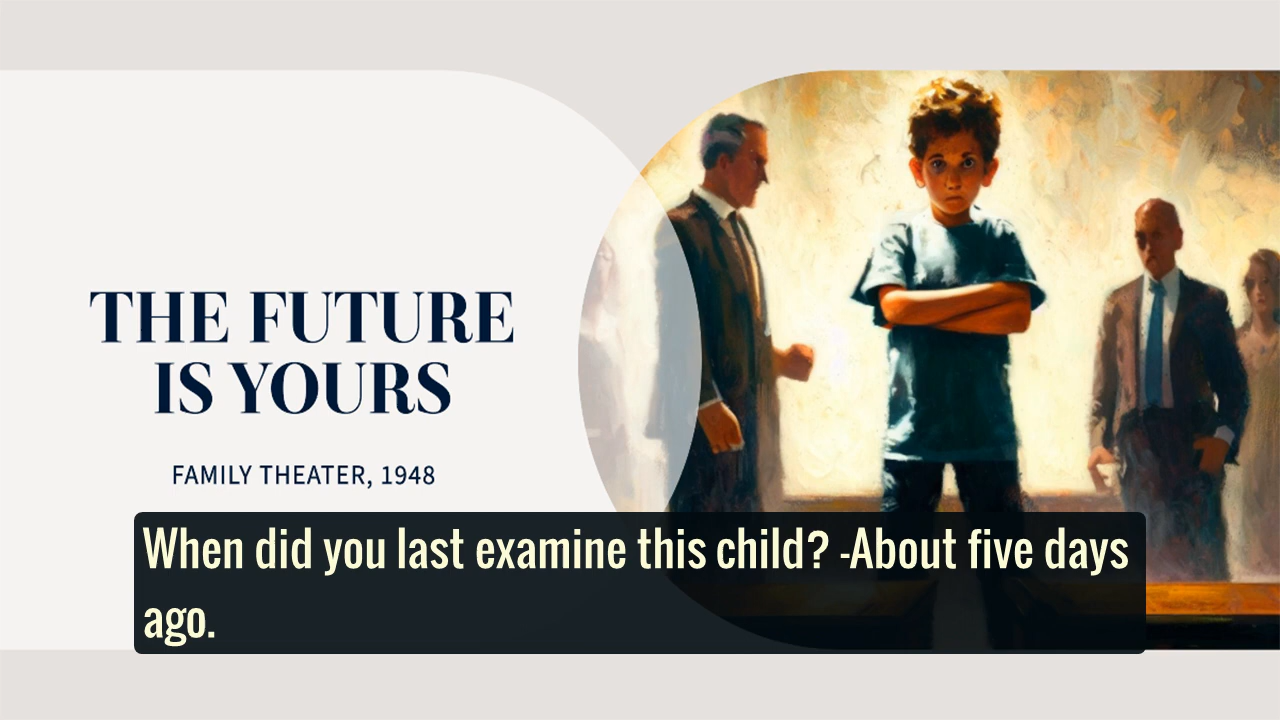 THE FUTURE
IS YOURS
FAMILY THEATER, 1948
When did you last examine this child? -About five days
ago.